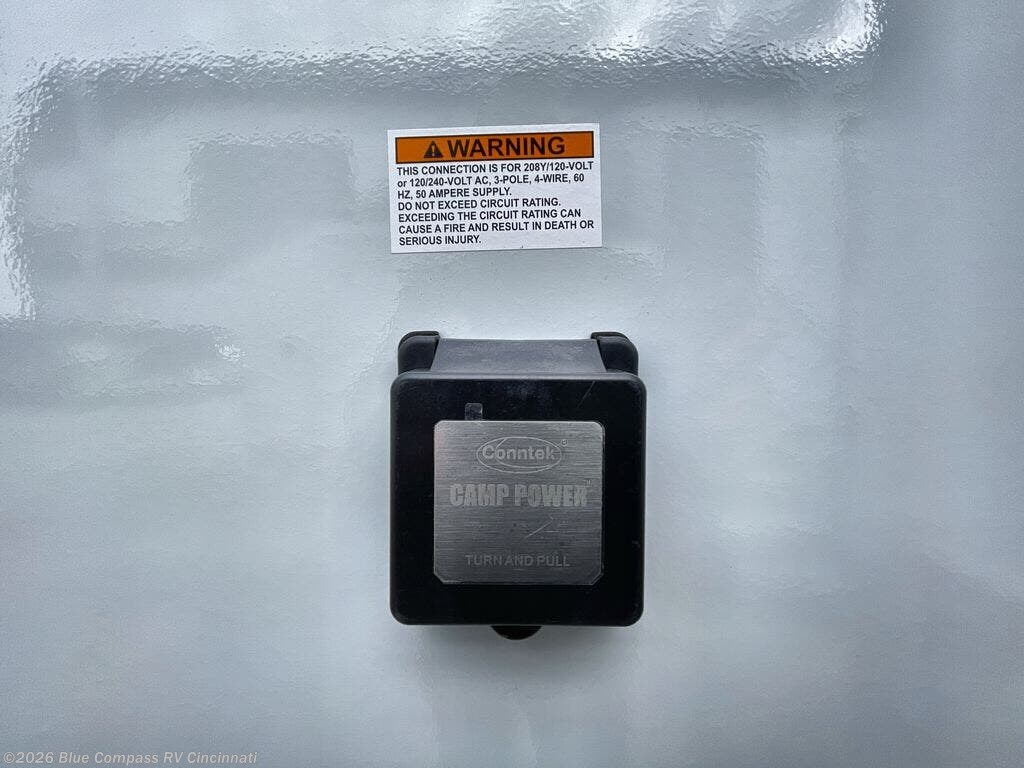 WARNING
THIS CONNECTION IS FOR 208Y/120-VOLT
or 120/240-VOLT AC, 3-POLE, 4-WIRE, 60
HZ, 50 AMPERE SUPPLY.
DO NOT EXCEED CIRCUIT RATING.
EXCEEDING THE CIRCUIT RATING CAN
CAUSE A FIRE AND RESULT IN DEATH OR
SERIOUS INJURY.
Conntek
CAMP POWER
TURN AND PULL
©2026 Blue Compass RV Cincinnati